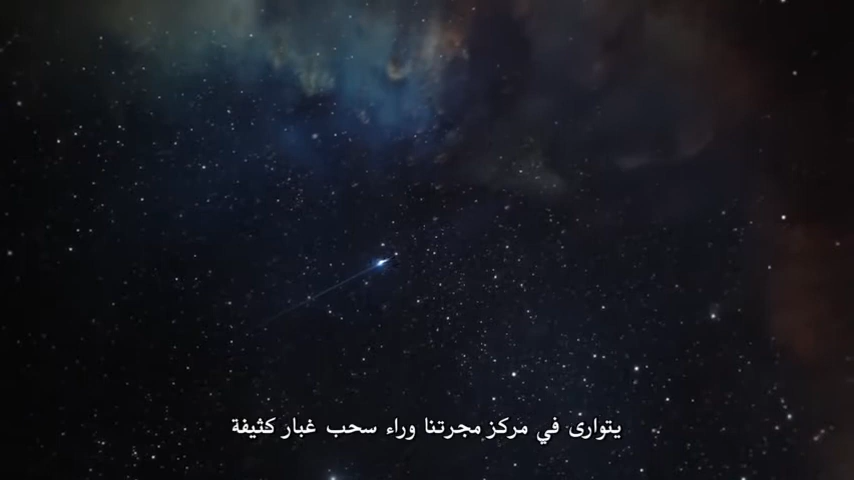 يتوارى في مركز مجرتنا وراء سحب غبار كثيفة